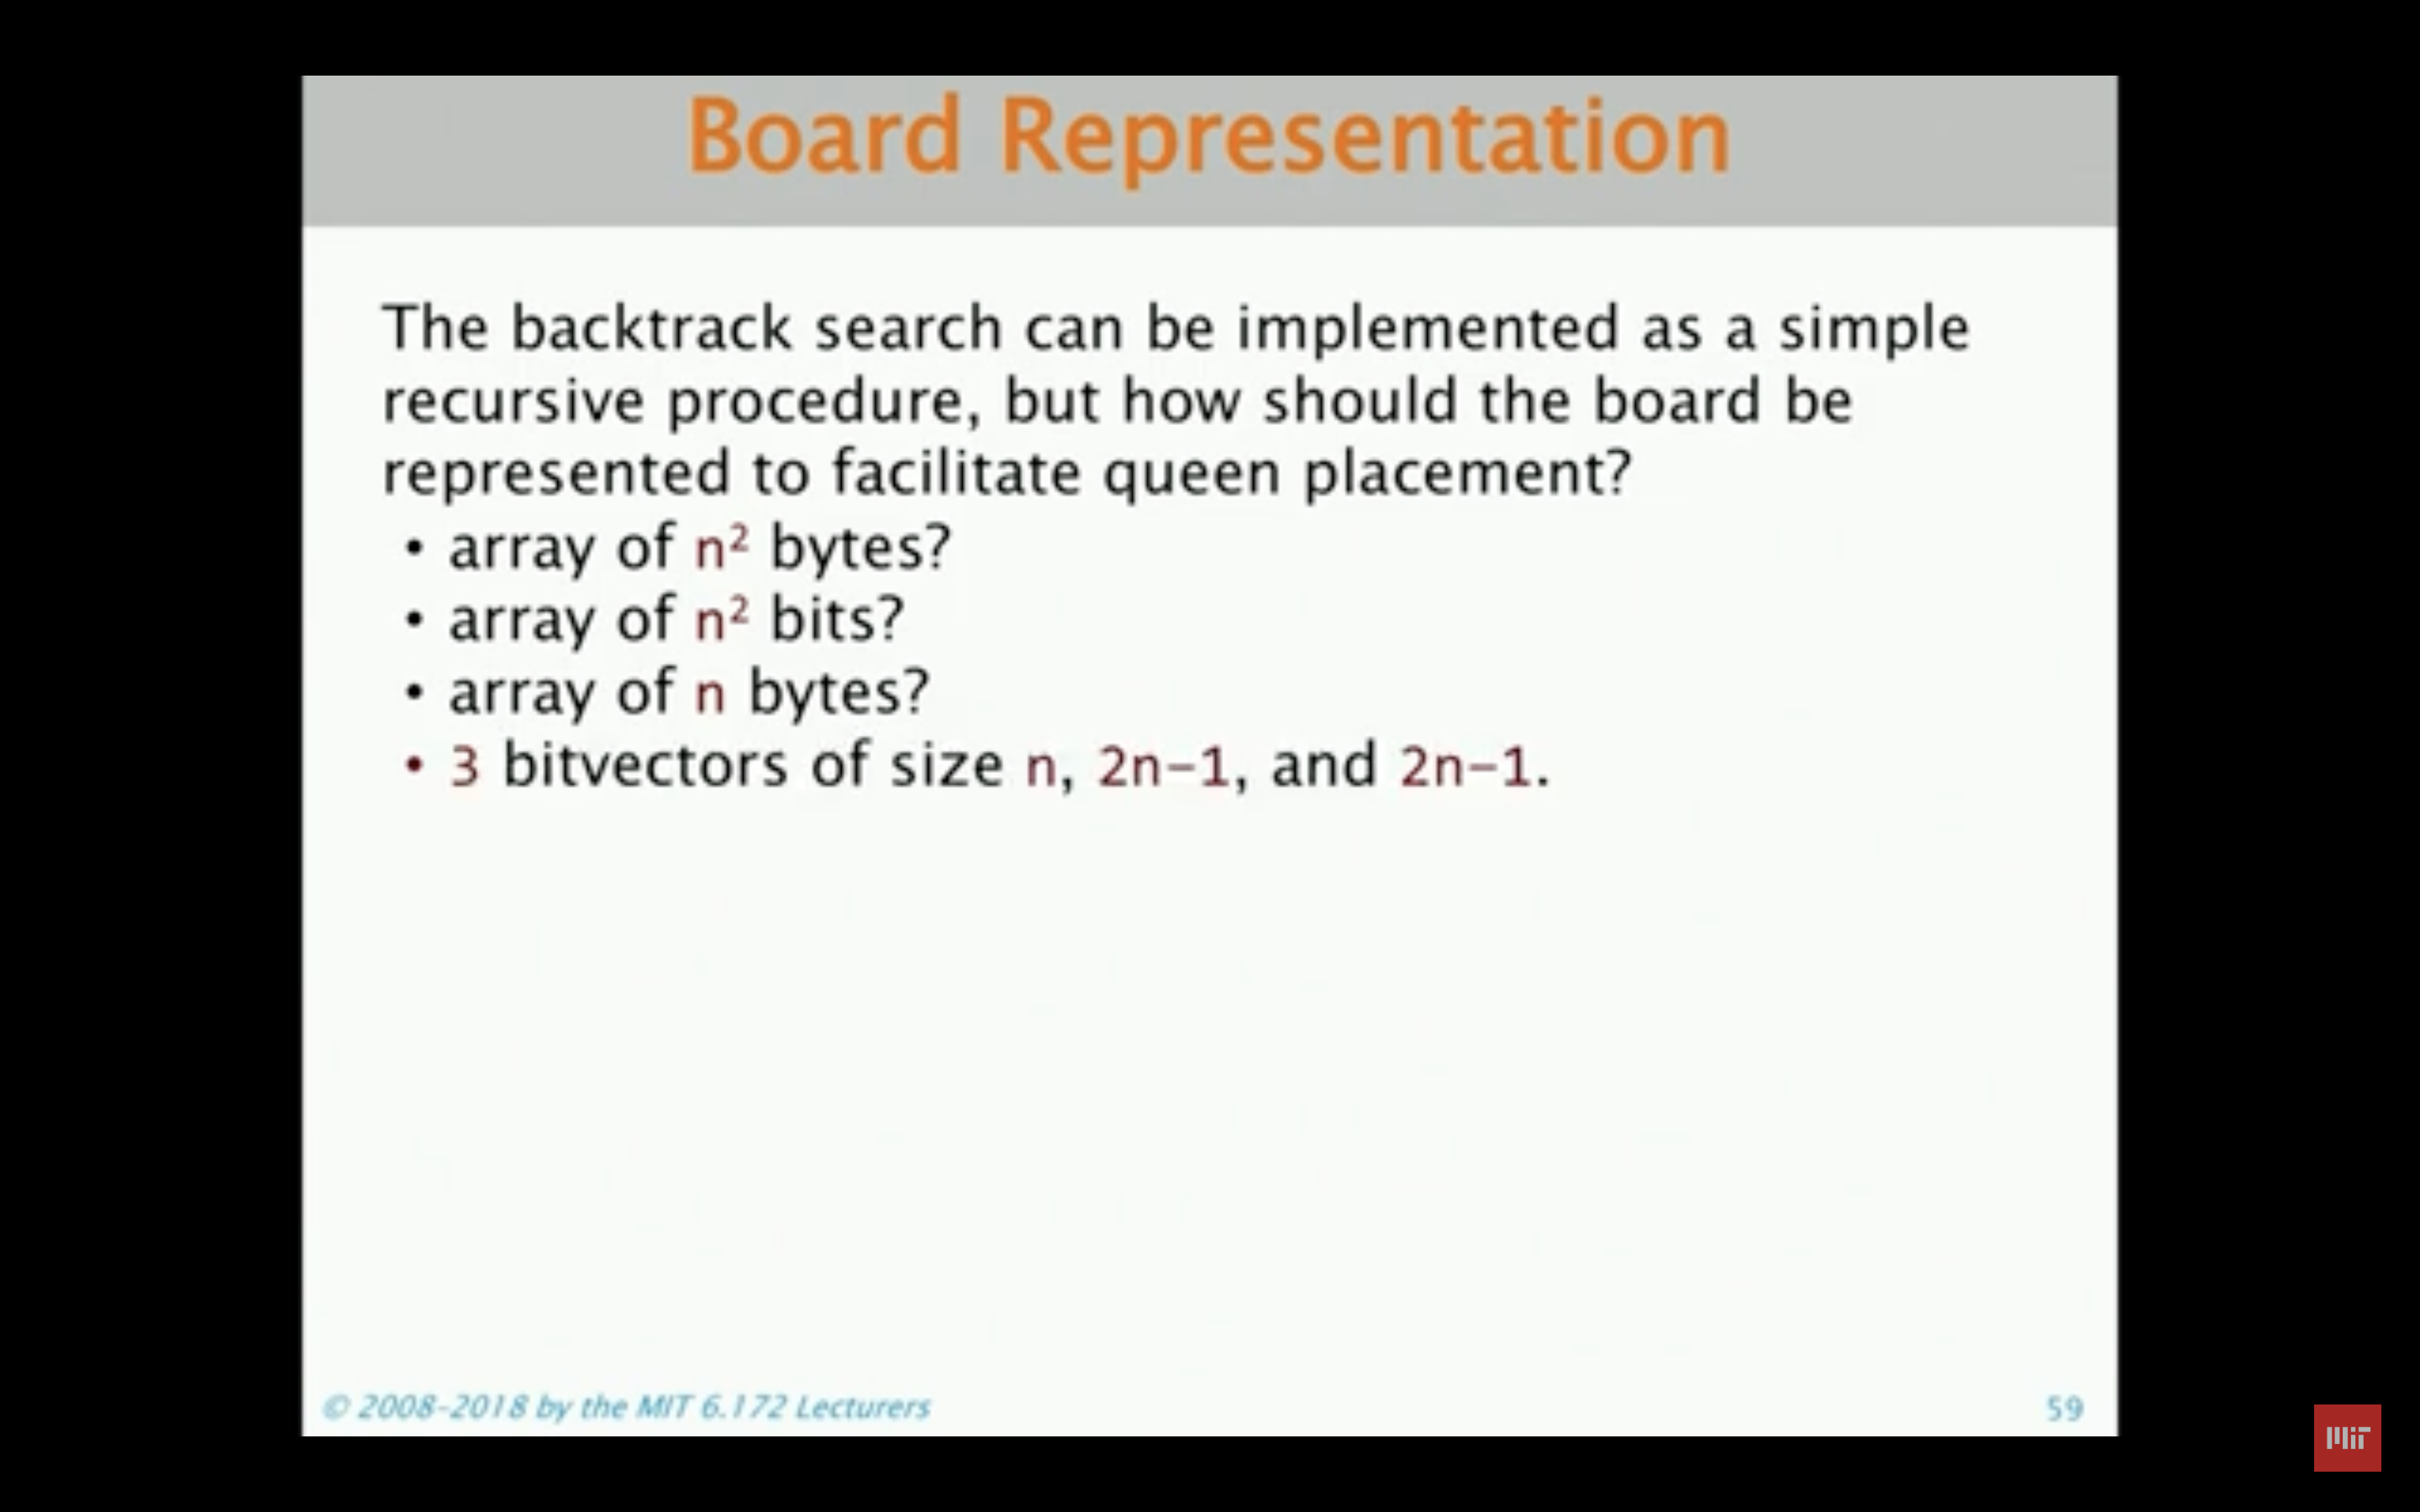 Board Representation
The backtrack search can be implemented as a simple
recursive procedure, but how should the board be
represented to facilitate queen placement?
• array of n² bytes?
• array of n² bits?
• array of n bytes?
• 3 bitvectors of size n, 2n−1, and 2n−1.
© 2008–2018 by the MIT 6.172 Lecturers
59
MIT